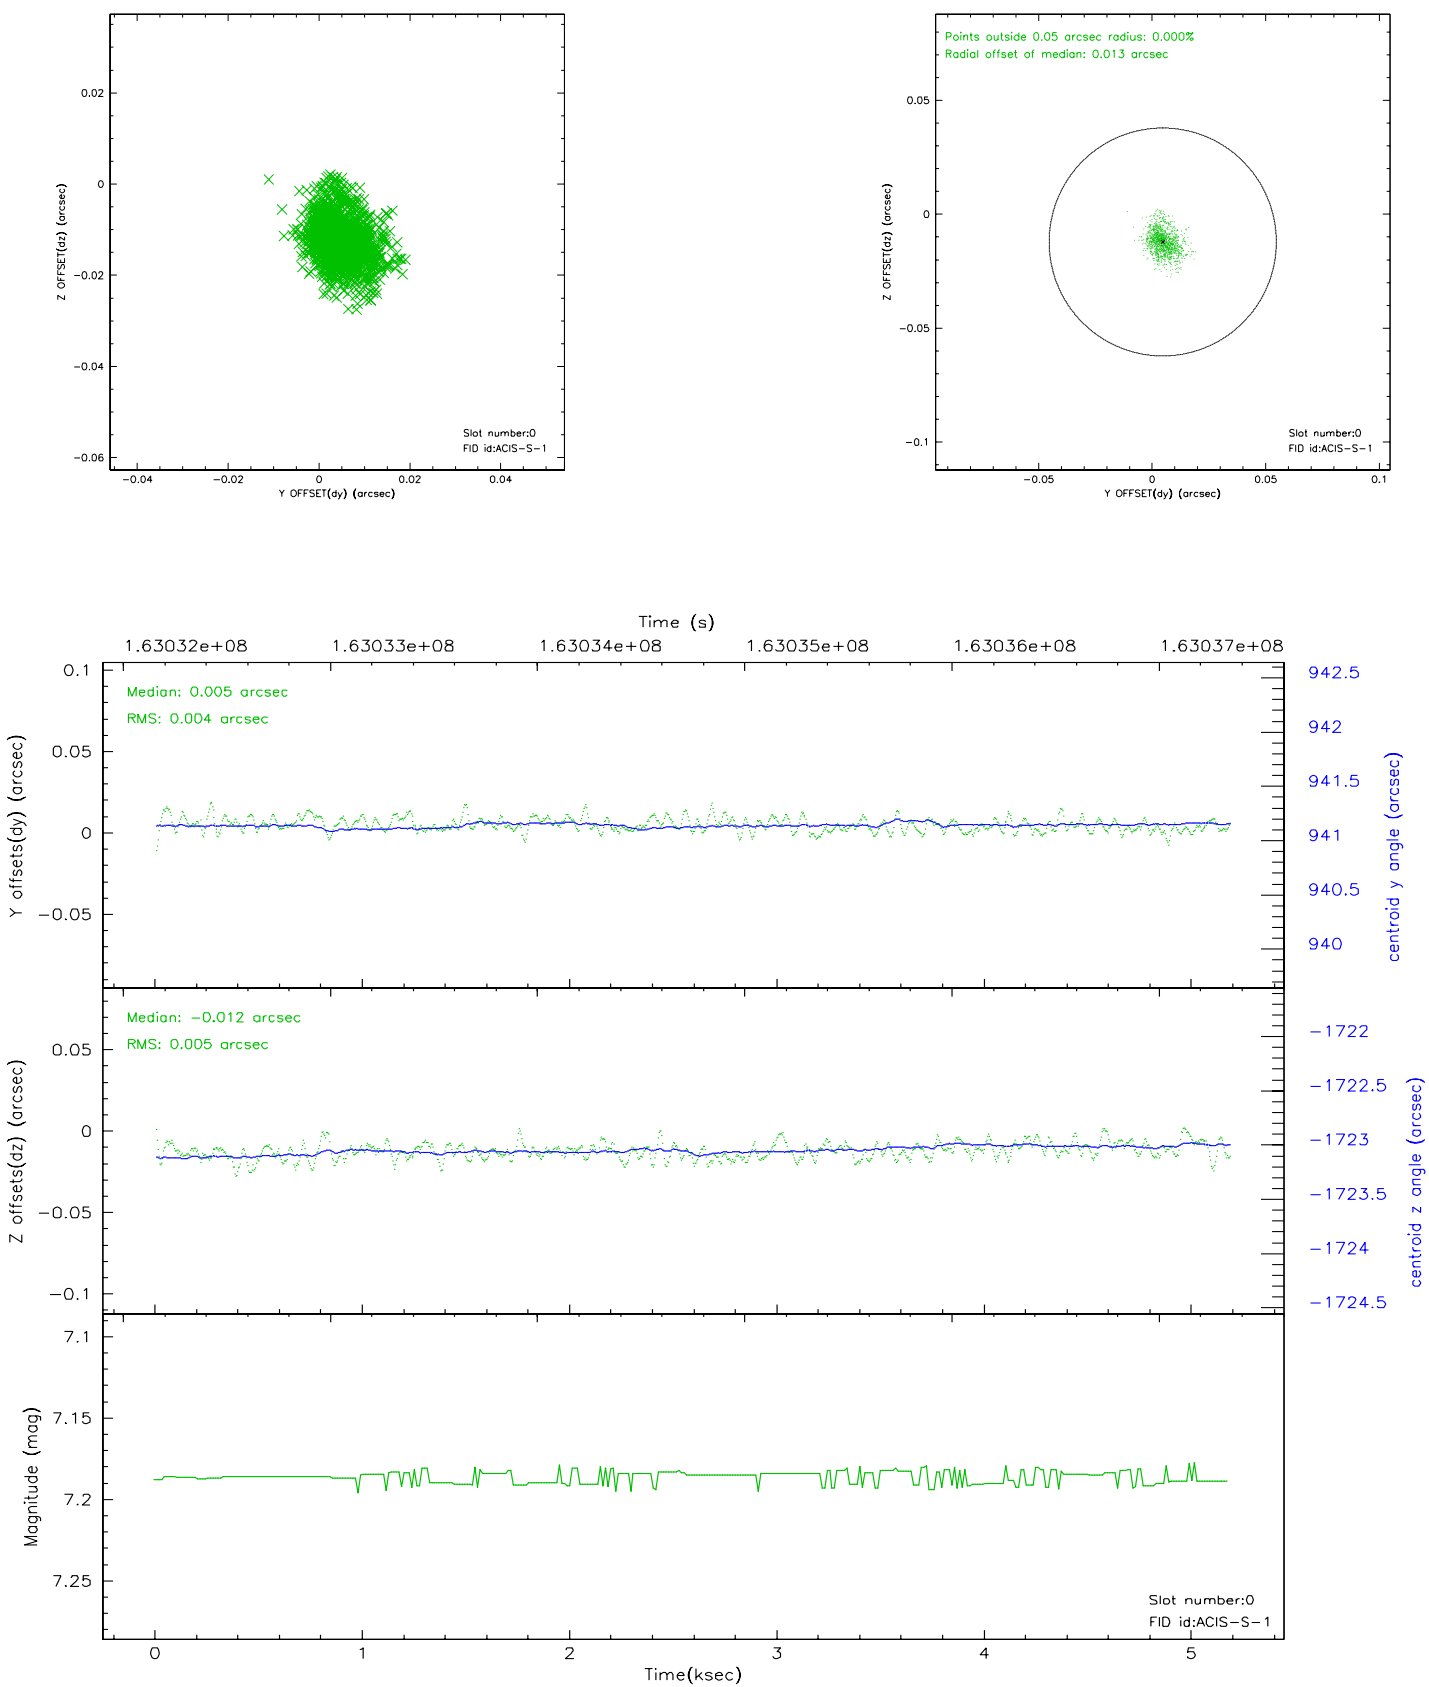 0.02
0
−0.02
−0.04
−0.06
Z OFFSET(dz) (arcsec)
Slot number:0
FID id:ACIS−S−1
−0.04
−0.02
0
0.02
0.04
Y OFFSET(dy) (arcsec)
Points outside 0.05 arcsec radius: 0.000%
Radial offset of median: 0.013 arcsec
0.05
0
−0.05
−0.1
Z OFFSET(dz) (arcsec)
Slot number:0
FID id:ACIS−S−1
−0.05
0
0.05
0.1
Y OFFSET(dy) (arcsec)
Time (s)
1.63032e+08
1.63033e+08
1.63034e+08
1.63035e+08
1.63036e+08
1.63037e+08
0.1
0.05
0
−0.05
Y offsets(dy) (arcsec)
Median: 0.005 arcsec
RMS: 0.004 arcsec
942.5
942
941.5
941
940.5
940
centroid y angle (arcsec)
0.05
0
−0.05
−0.1
Z offsets(dz) (arcsec)
Median: −0.012 arcsec
RMS: 0.005 arcsec
−1722
−1722.5
−1723
−1723.5
−1724
−1724.5
centroid z angle (arcsec)
7.1
7.15
7.2
7.25
Magnitude (mag)
Slot number:0
FID id:ACIS−S−1
0
1
2
3
4
5
Time(ksec)